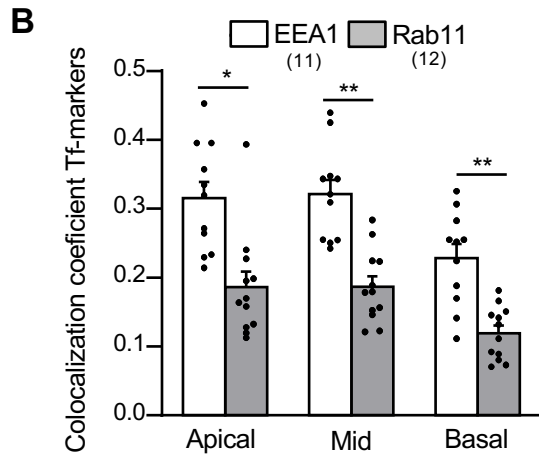 B
EEA1 Rab11
(11) (12)
Colocalization coeficient Tf-markers
0.5
0.4
0.3
0.2
0.1
0.0
* ** **
Apical Mid Basal